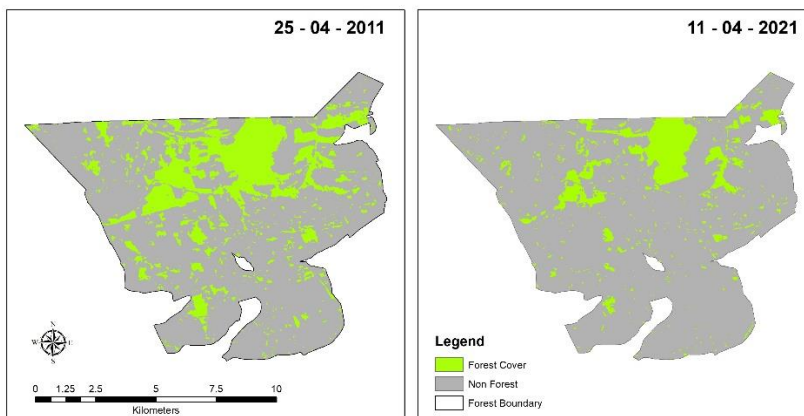 25 - 04 - 2011
11 - 04 - 2021
N
W E
S
0 1.25 2.5 5 7.5 10
Kilometers
Legend
Forest Cover
Non Forest
Forest Boundary